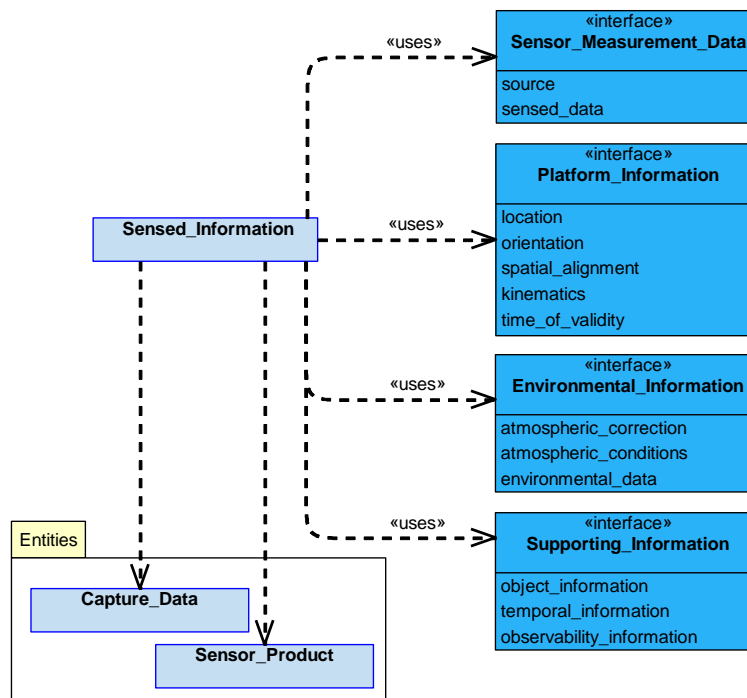 «interface»
Sensor_Measurement_Data
source
sensed_data
«uses»
«interface»
Platform_Information
location
orientation
spatial_alignment
kinematics
time_of_validity
Sensed_Information
«uses»
«interface»
Environmental_Information
atmospheric_correction
atmospheric_conditions
environmental_data
«uses»
«interface»
Supporting_Information
object_information
temporal_information
observability_information
«uses»
Entities
Capture_Data
Sensor_Product